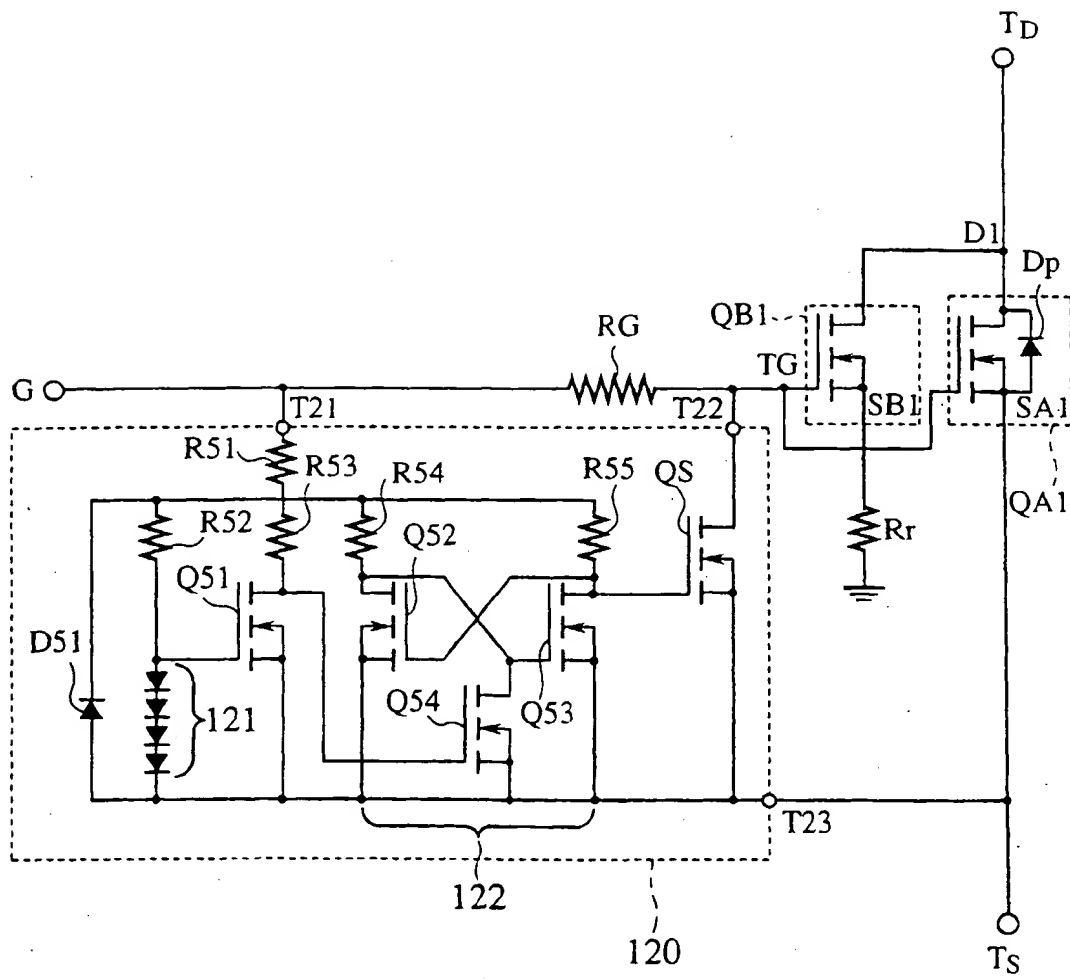 TD
D1
Dp
QB1
RG
TG
G
T21
T22
SB1
SA1
R51
R53
R54
R55
QS
QA1
R52
Q52
Rr
Q51
D51
121
Q54
Q53
T23
122
120
TS